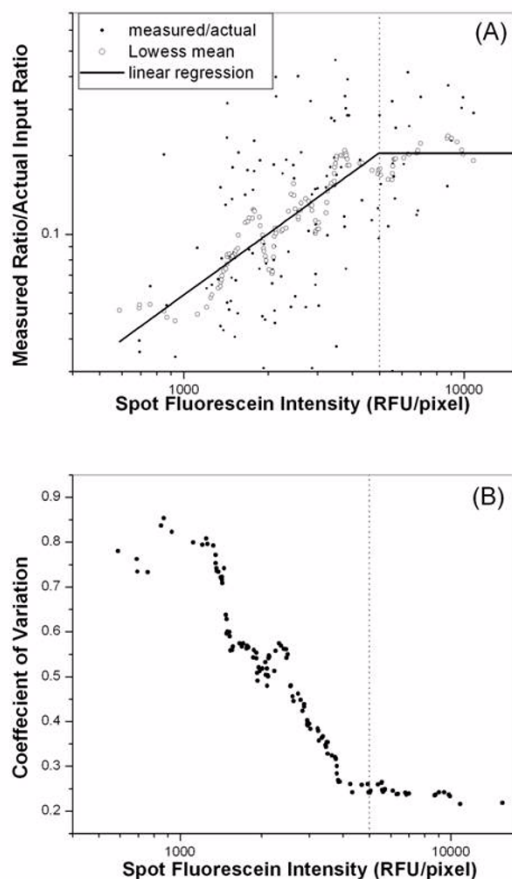 (A)
measured/actual
Lowess mean
linear regression
Measured Ratio/Actual Input Ratio
0.1
1000
10000
Spot Fluorescein Intensity (RFU/pixel)
(B)
Coeffecient of Variation
0.9
0.8
0.7
0.6
0.5
0.4
0.3
0.2
1000
10000
Spot Fluorescein Intensity (RFU/pixel)